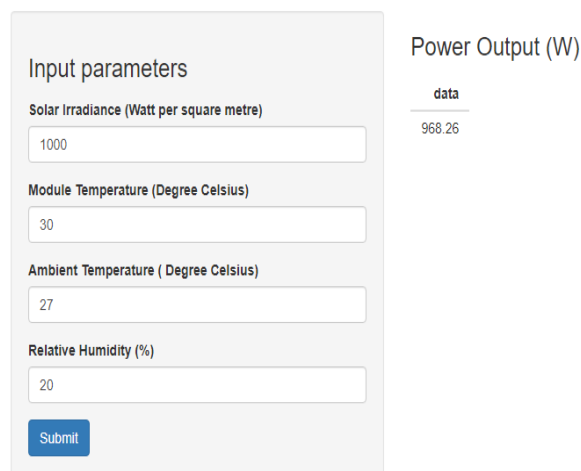 Input parameters
Solar Irradiance (Watt per square metre)
1000
Module Temperature (Degree Celsius)
30
Ambient Temperature ( Degree Celsius)
27
Relative Humidity (%)
20
Submit
Power Output (W)
data
968.26